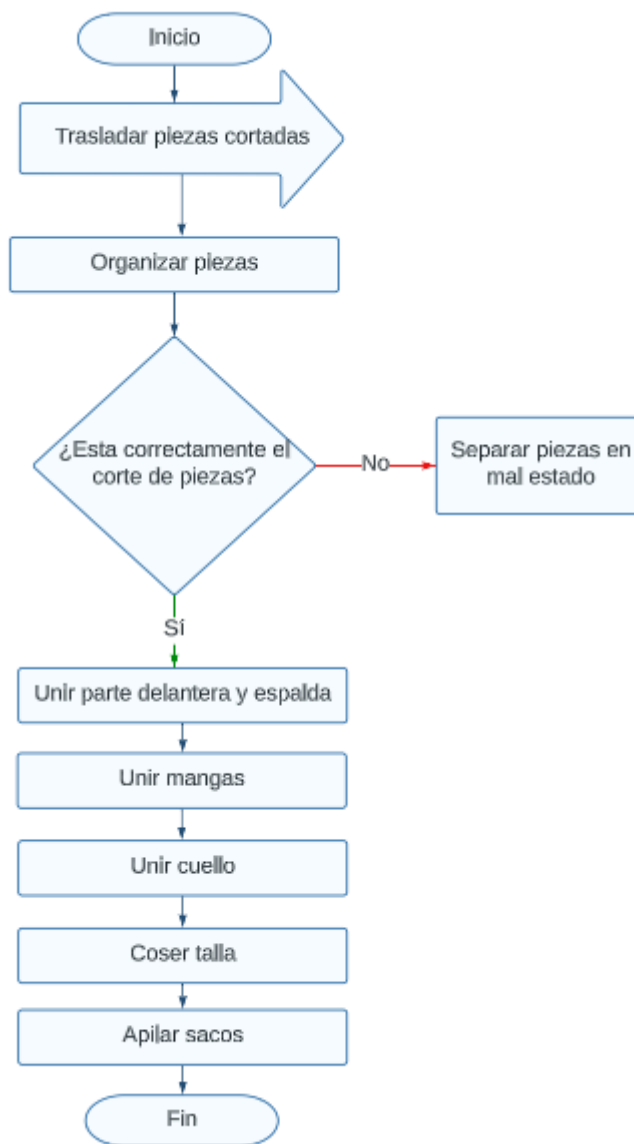 Inicio
Trasladar piezas cortadas
Organizar piezas
¿Esta correctamente el
corte de piezas?
No
Separar piezas en
mal estado
Sí
Unir parte delantera y espalda
Unir mangas
Unir cuello
Coser talla
Apilar sacos
Fin